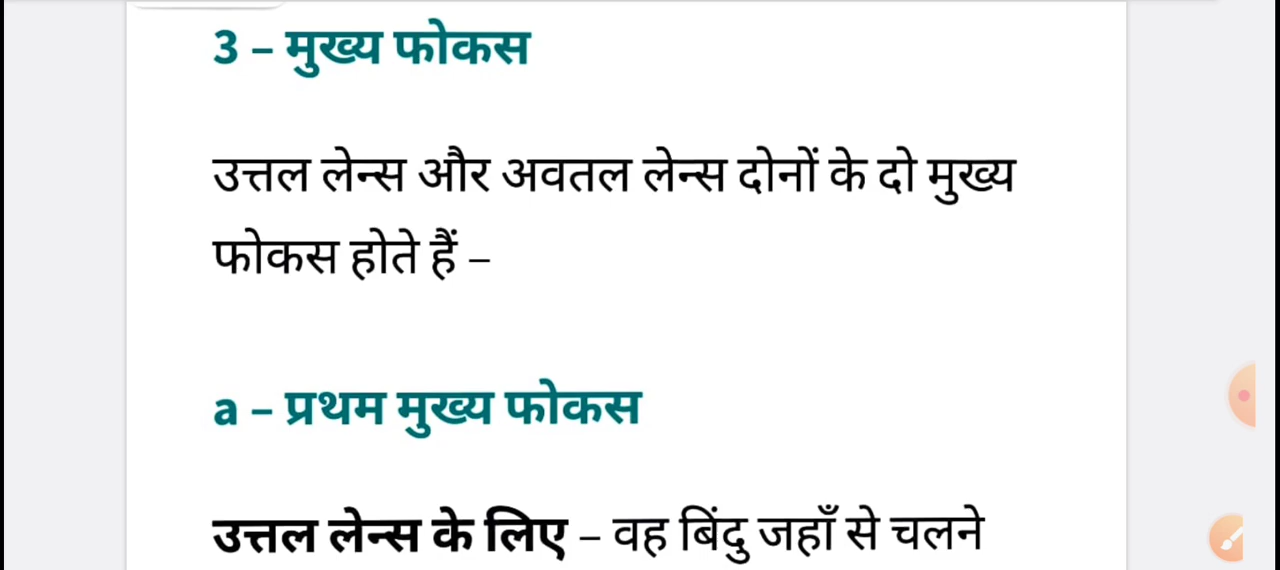 3 – मुख्य फोकस
उत्तल लेन्स और अवतल लेन्स दोनों के दो मुख्य
फोकस होते हैं –
a – प्रथम मुख्य फोकस
उत्तल लेन्स के लिए – वह बिंदु जहाँ से चलने